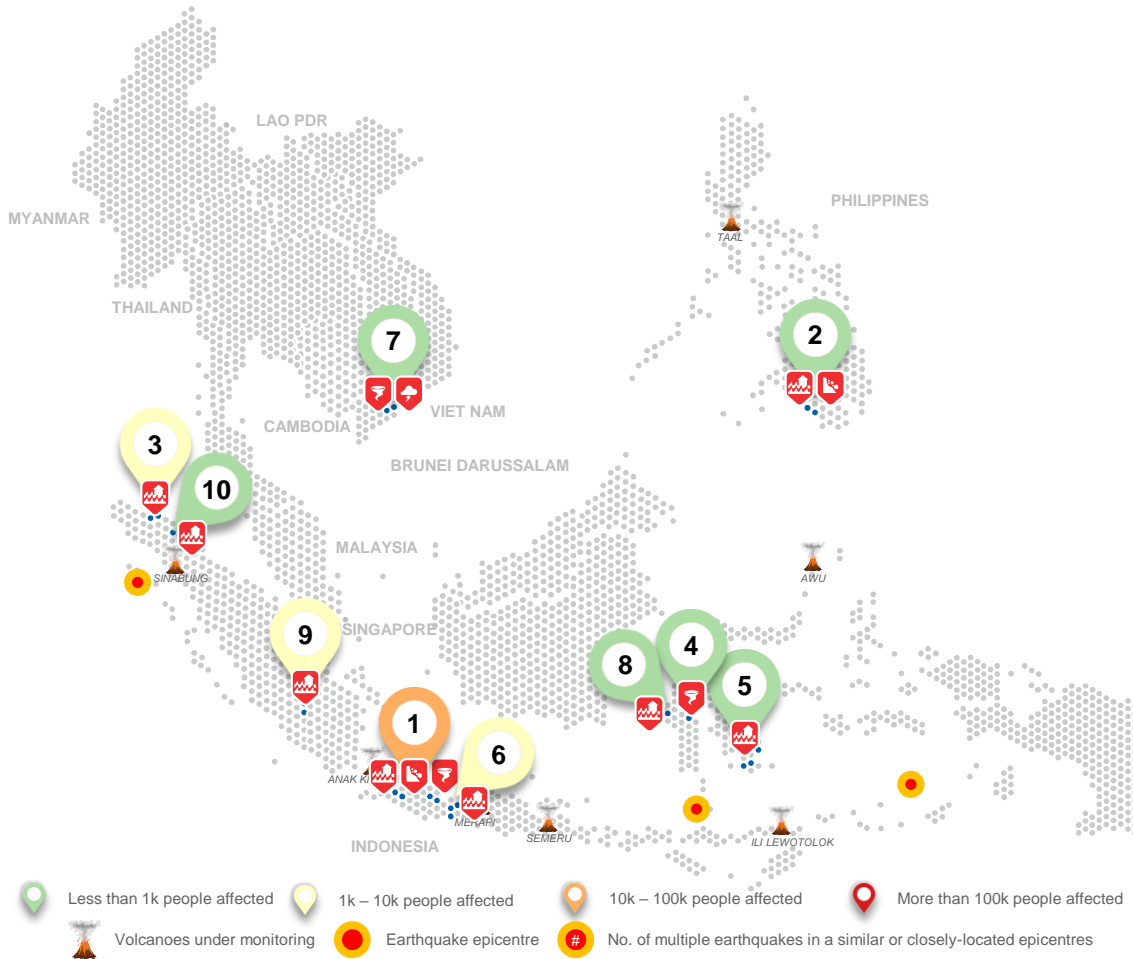 LAO PDR
MYANMAR
PHILIPPINES
TAAL
THAILAND
7
2
VIET NAM
CAMBODIA
3
BRUNEI DARUSSALAM
10
MALAYSIA
SINABUNG
AWU
9
SINGAPORE
4
8
5
1
6
ANAK KI
MERAPI
SEMERU
ILI LEWOTOLOK
INDONESIA
Less than 1k people affected
1k – 10k people affected
10k – 100k people affected
More than 100k people affected
Volcanoes under monitoring
Earthquake epicentre
#
No. of multiple earthquakes in a similar or closely-located epicentres